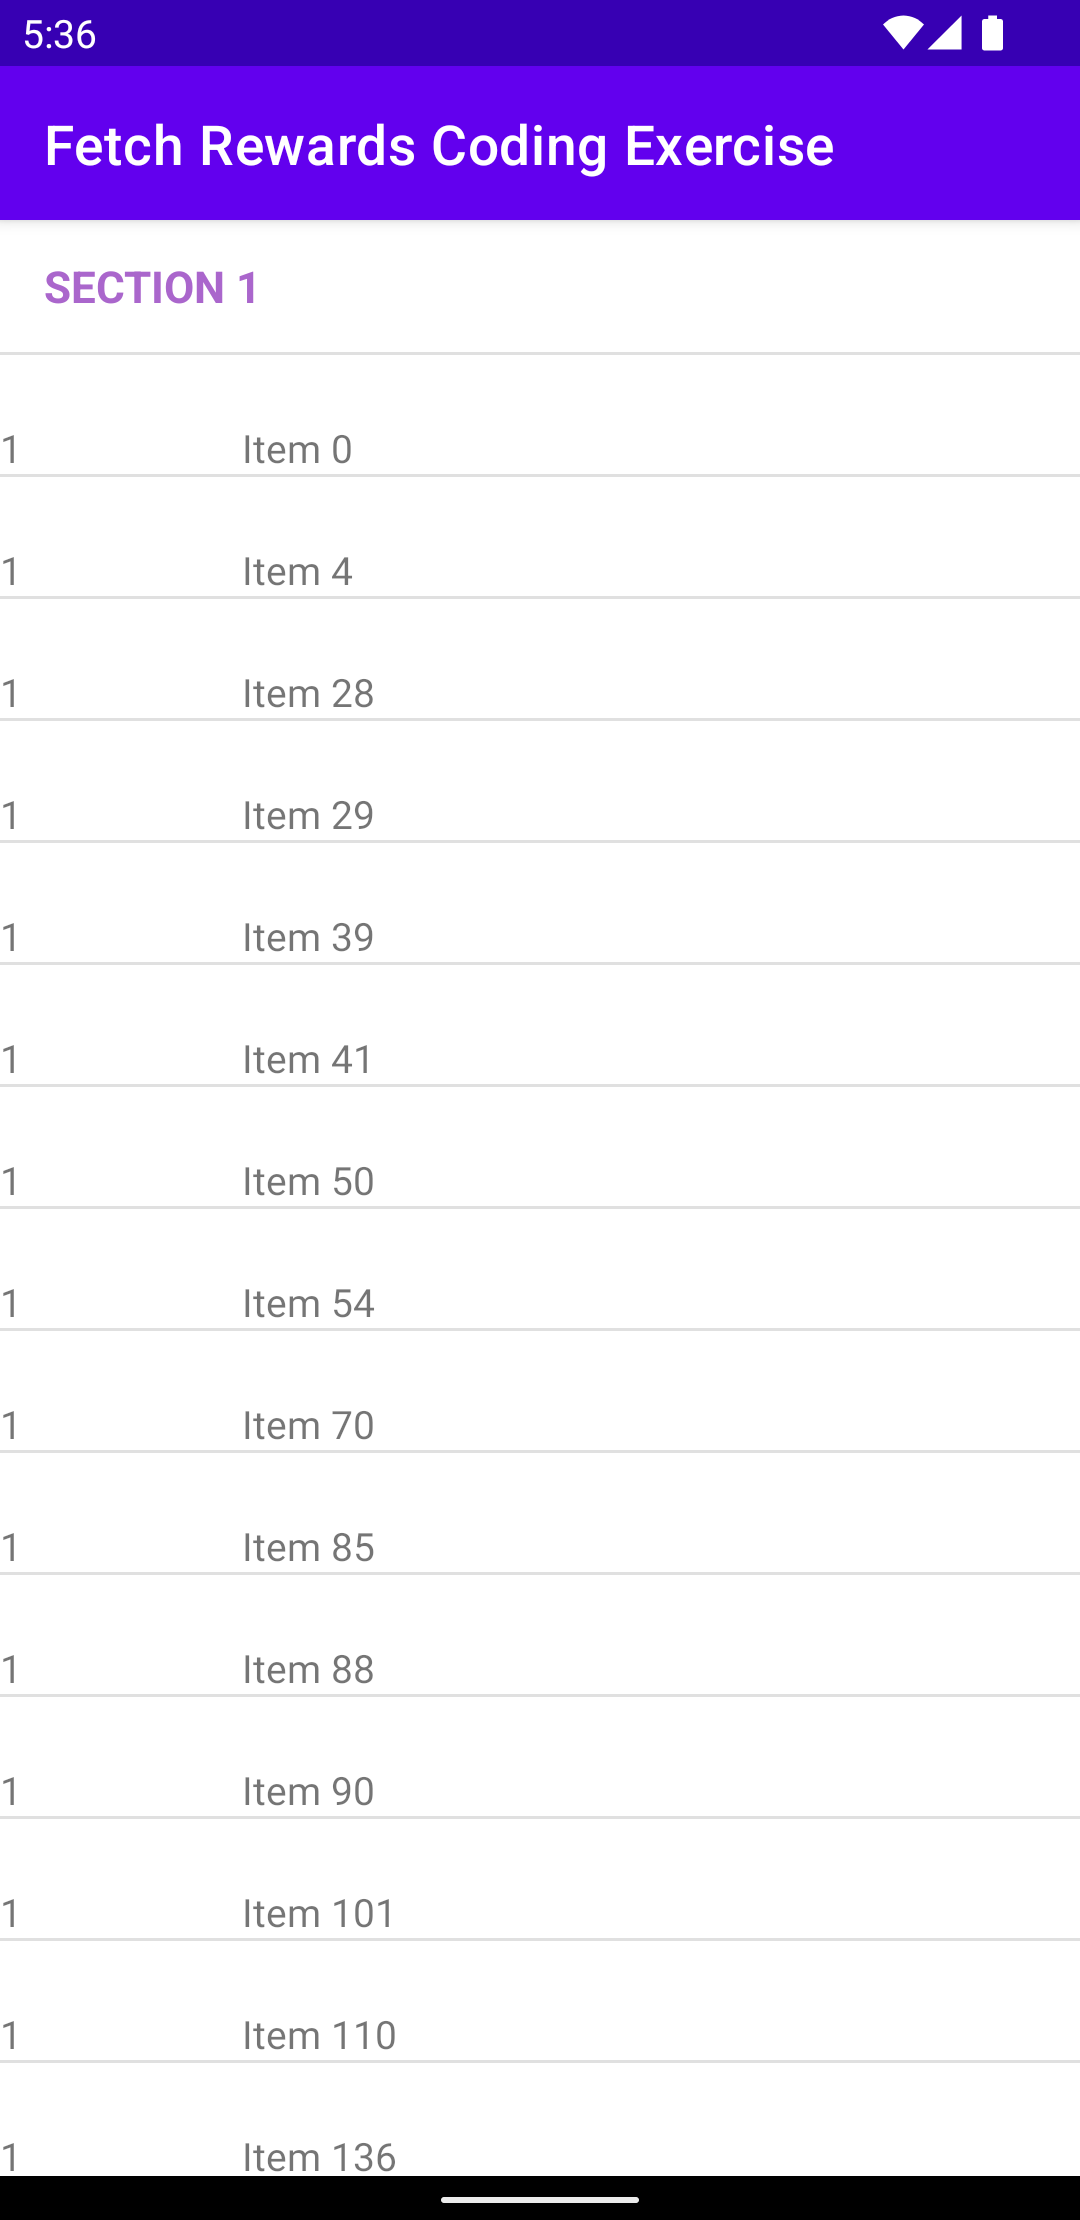 5:36
Fetch Rewards Coding Exercise
SECTION 1
1 Item 0
1 Item 4
1 Item 28
1 Item 29
1 Item 39
1 Item 41
1 Item 50
1 Item 54
1 Item 70
1 Item 85
1 Item 88
1 Item 90
1 Item 101
1 Item 110
1 Item 136